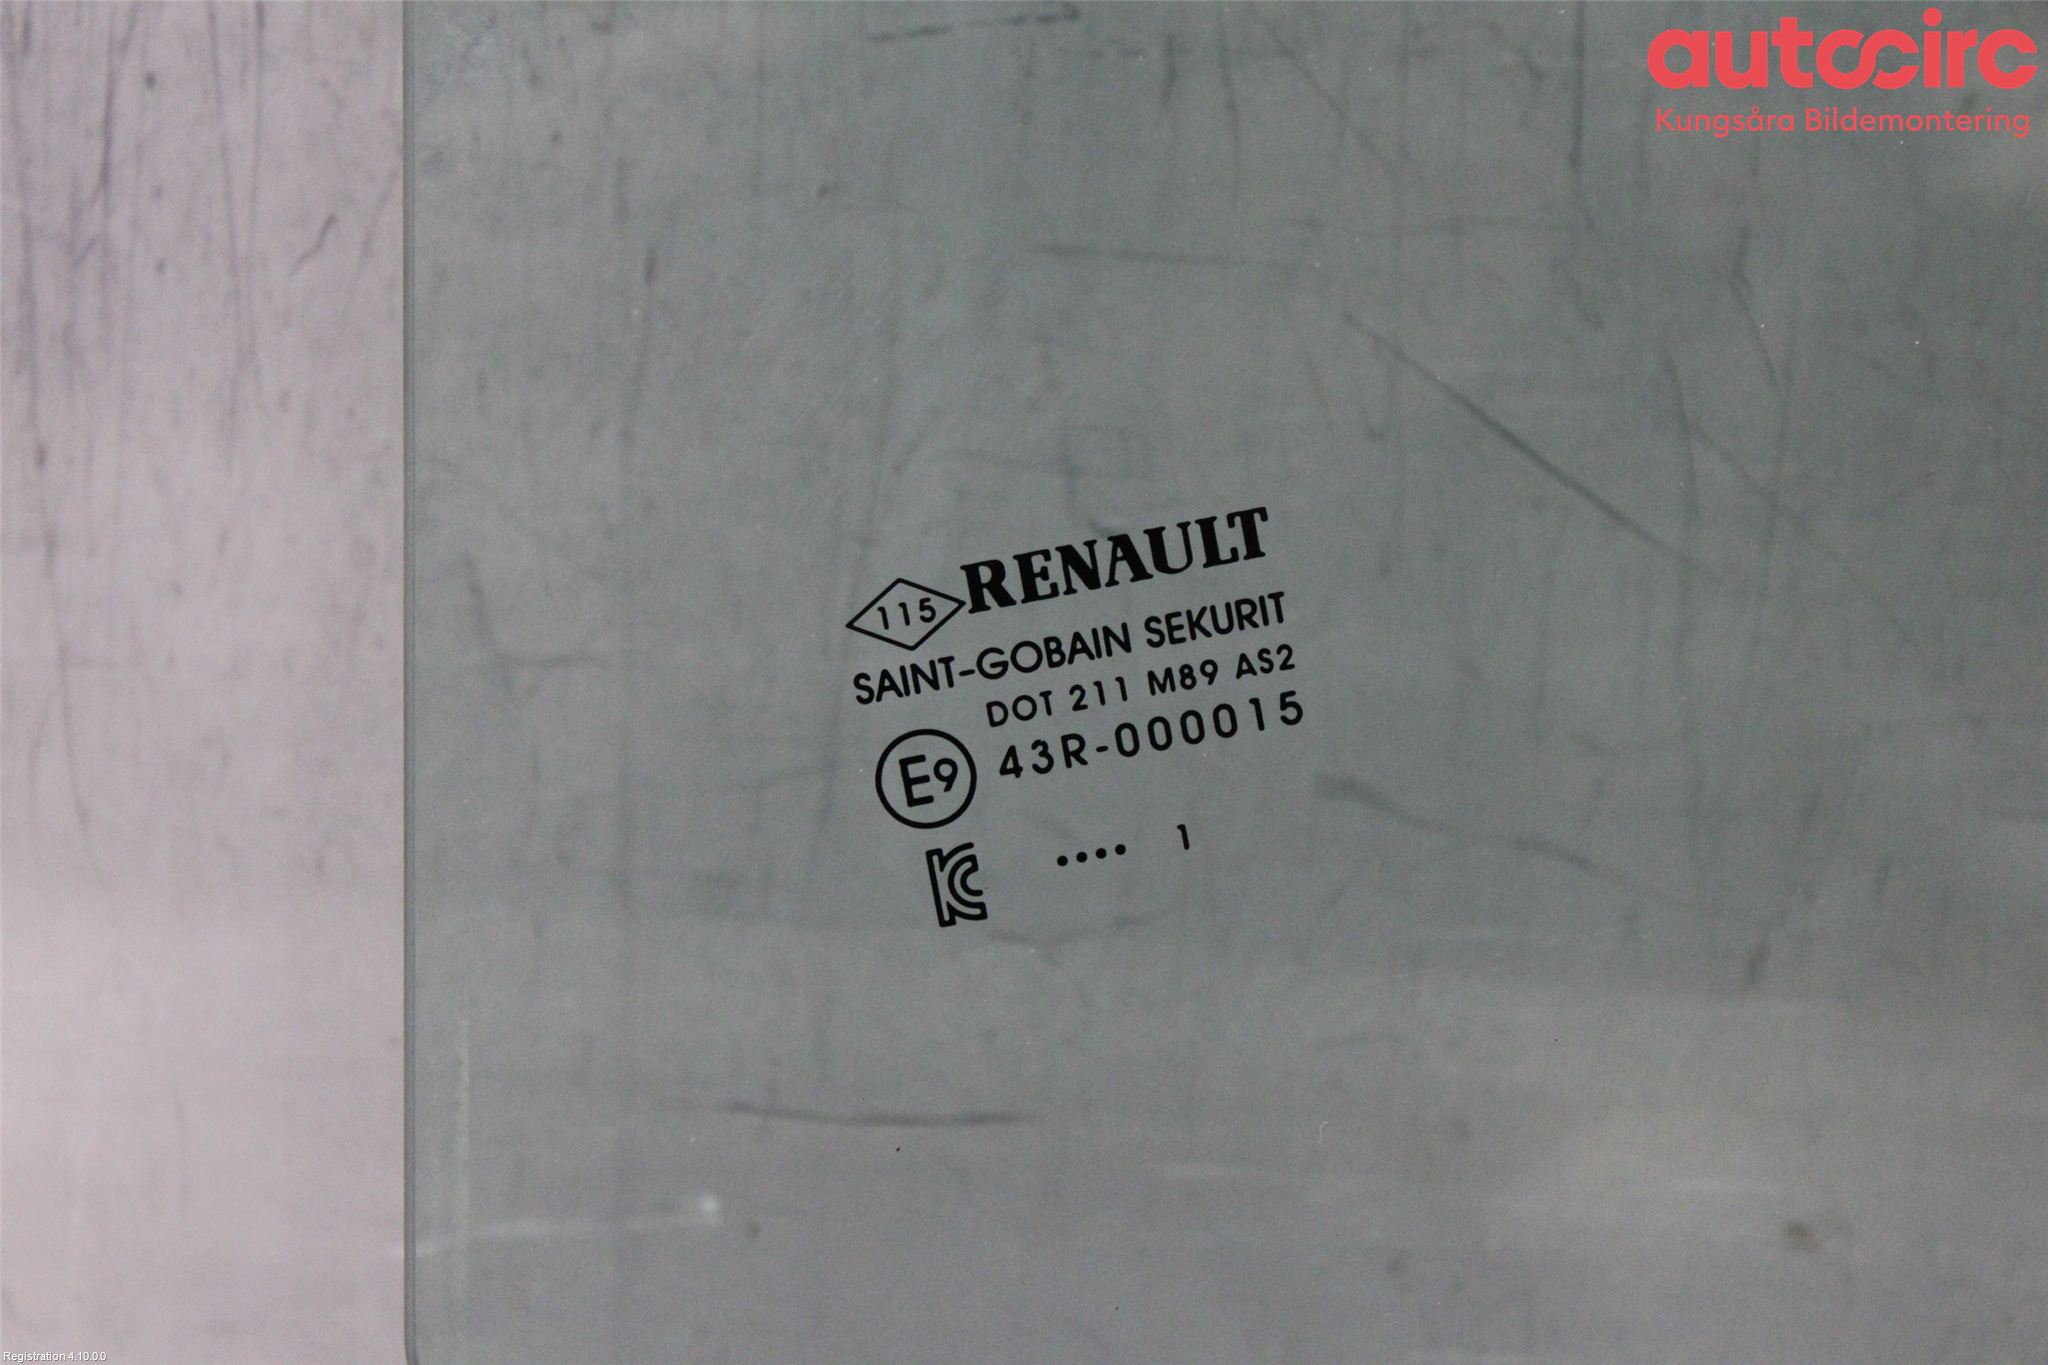 autocirc
Kungsåra Bildemontering
115 RENAULT
SAINT-GOBAIN SEKURIT
DOT 211 M89 AS2
E9 43R-000015
KC .... 1
Registration 4.10.0.0